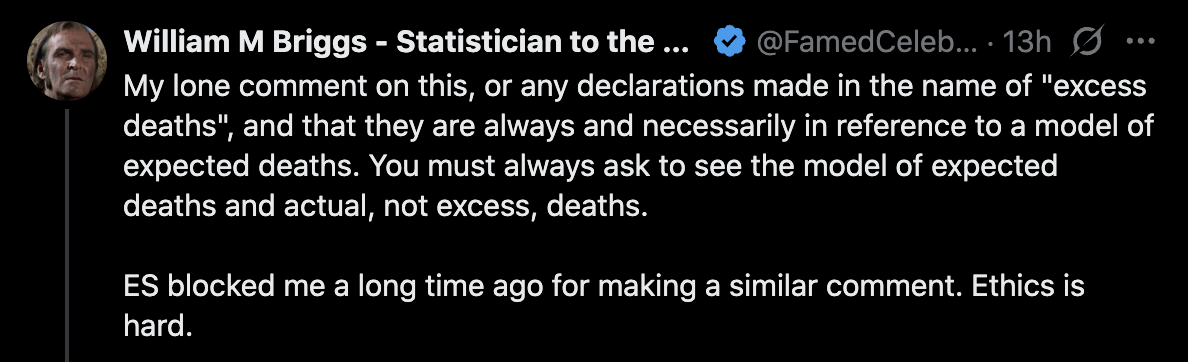 William M Briggs - Statistician to the ... @FamedCeleb... · 13h
My lone comment on this, or any declarations made in the name of "excess
deaths", and that they are always and necessarily in reference to a model of
expected deaths. You must always ask to see the model of expected
deaths and actual, not excess, deaths.
ES blocked me a long time ago for making a similar comment. Ethics is
hard.